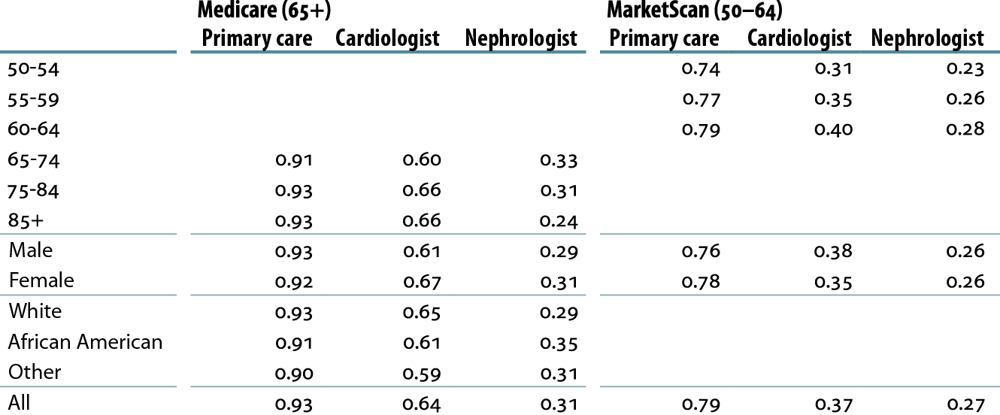 Medicare (65+) MarketScan (50–64)
Primary care Cardiologist Nephrologist Primary care Cardiologist Nephrologist
50-54 0.74 0.31 0.23
55-59 0.77 0.35 0.26
60-64 0.79 0.40 0.28
65-74 0.91 0.60 0.33
75-84 0.93 0.66 0.31
85+ 0.93 0.66 0.24
Male 0.93 0.61 0.29 0.76 0.38 0.26
Female 0.92 0.67 0.31 0.78 0.35 0.26
White 0.93 0.65 0.29
African American 0.91 0.61 0.35
Other 0.90 0.59 0.31
All 0.93 0.64 0.31 0.79 0.37 0.27